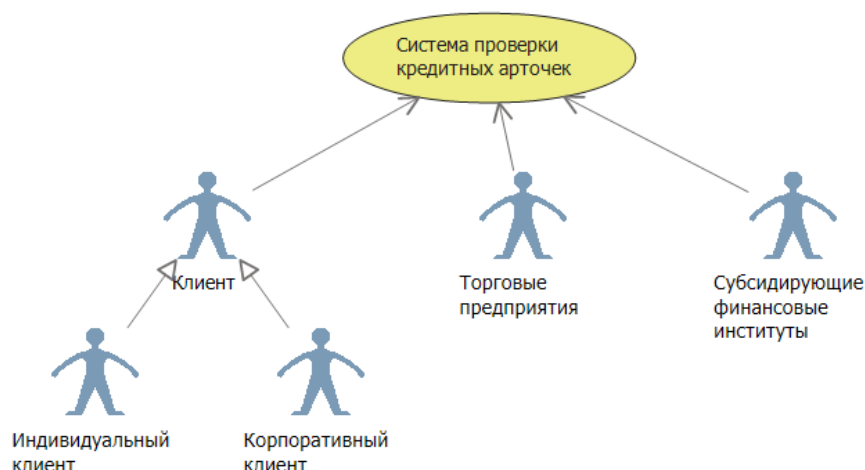 Система проверки
кредитных арточек
Клиент
Торговые
предприятия
Субсидирующие
финансовые
институты
Индивидуальный
клиент
Корпоративный
клиент